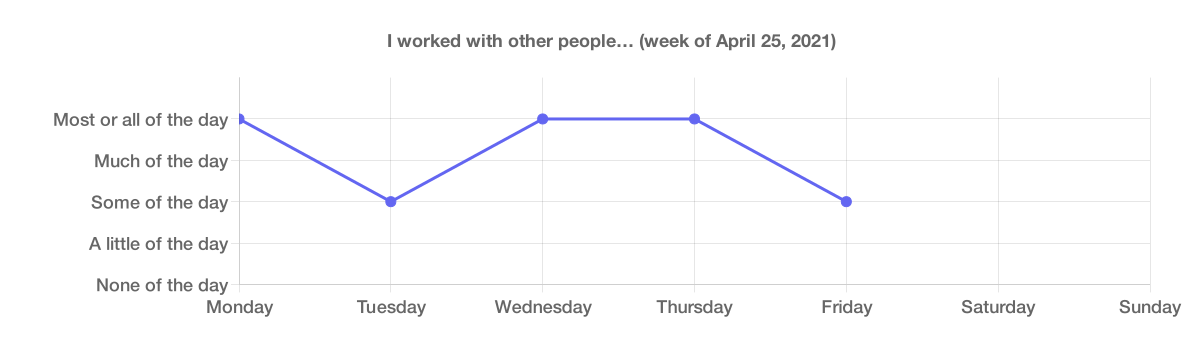 I worked with other people… (week of April 25, 2021)
Most or all of the day
Much of the day
Some of the day
A little of the day
None of the day
Monday Tuesday Wednesday Thursday Friday Saturday Sunday